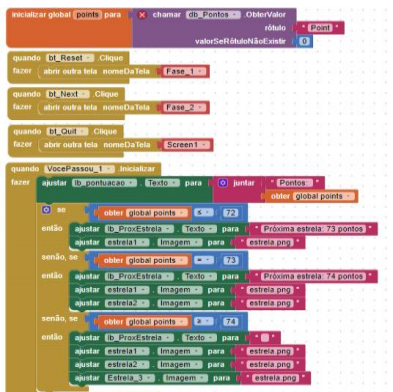 inicializar global points para chamar db_Pontos .ObterValor
rótulo " Point "
valorSeRótuloNãoExistir 0
quando bt_Reset .Clique
fazer abrir outra tela nomeDaTela Fase_1
quando bt_Next .Clique
fazer abrir outra tela nomeDaTela Fase_2
quando bt_Quit .Clique
fazer abrir outra tela nomeDaTela Screen1
quando VocePassou_1 .Inicializar
fazer ajustar lb_pontuacao . Texto para juntar " Pontos: "
obter global points
se obter global points ≤ 72
então ajustar lb_ProxEstrela . Texto para " Próxima estrela: 73 pontos "
ajustar estrela1 . Imagem para " estrela.png "
senão, se obter global points = 73
então ajustar lb_ProxEstrela . Texto para " Próxima estrela: 74 pontos "
ajustar estrela1 . Imagem para " estrela.png "
ajustar estrela2 . Imagem para " estrela.png "
senão, se obter global points ≥ 74
então ajustar lb_ProxEstrela . Texto para " "
ajustar estrela1 . Imagem para " estrela.png "
ajustar estrela2 . Imagem para " estrela.png "
ajustar Estrela_3 . Imagem para " estrela.png "